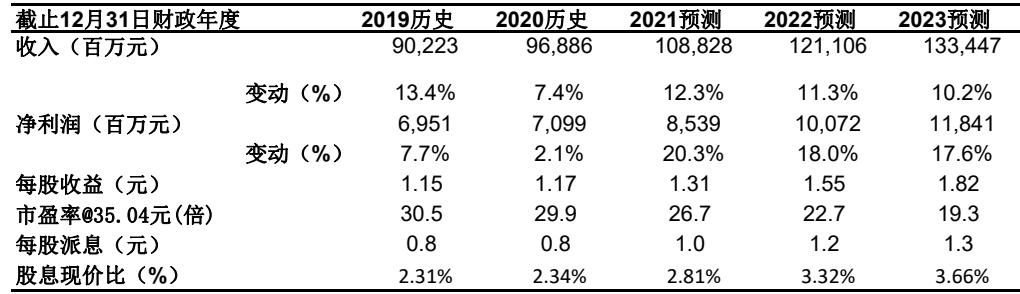 截止12月31日财政年度 2019历史 2020历史 2021预测 2022预测 2023预测
收入（百万元） 90,223 96,886 108,828 121,106 133,447
变动（%） 13.4% 7.4% 12.3% 11.3% 10.2%
净利润（百万元） 6,951 7,099 8,539 10,072 11,841
变动（%） 7.7% 2.1% 20.3% 18.0% 17.6%
每股收益（元） 1.15 1.17 1.31 1.55 1.82
市盈率@35.04元(倍) 30.5 29.9 26.7 22.7 19.3
每股派息（元） 0.8 0.8 1.0 1.2 1.3
股息现价比（%） 2.31% 2.34% 2.81% 3.32% 3.66%